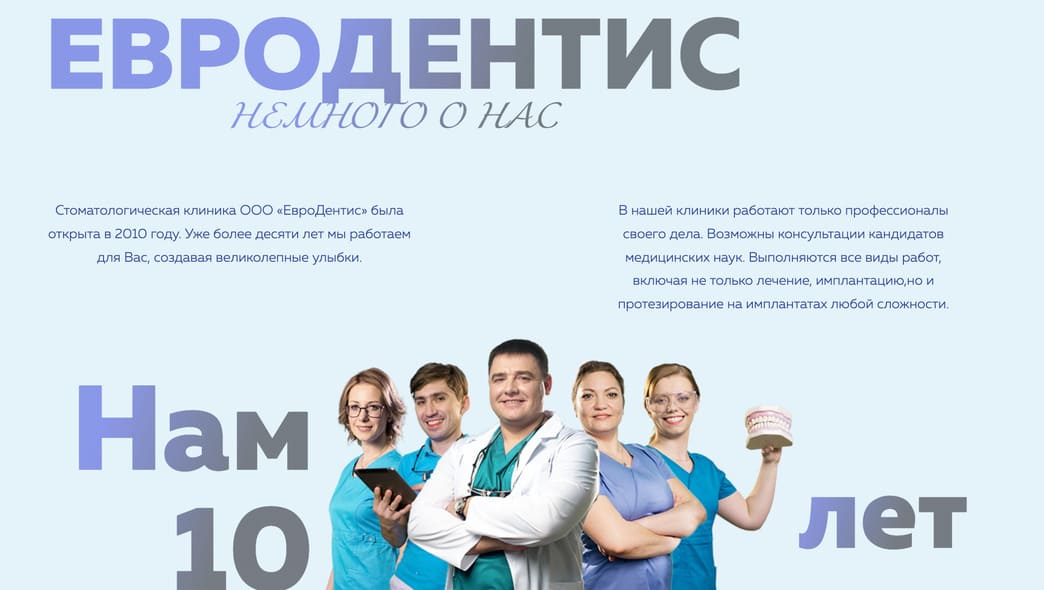 ЕВРОДЕНТИС
НЕМНОГО О НАС
Стоматологическая клиника ООО «ЕвроДентис» была
открыта в 2010 году. Уже более десяти лет мы работаем
для Вас, создавая великолепные улыбки.
В нашей клиники работают только профессионалы
своего дела. Возможны консультации кандидатов
медицинских наук. Выполняются все виды работ,
включая не только лечение, имплантацию,но и
протезирование на имплантатах любой сложности.
Нам
10
лет